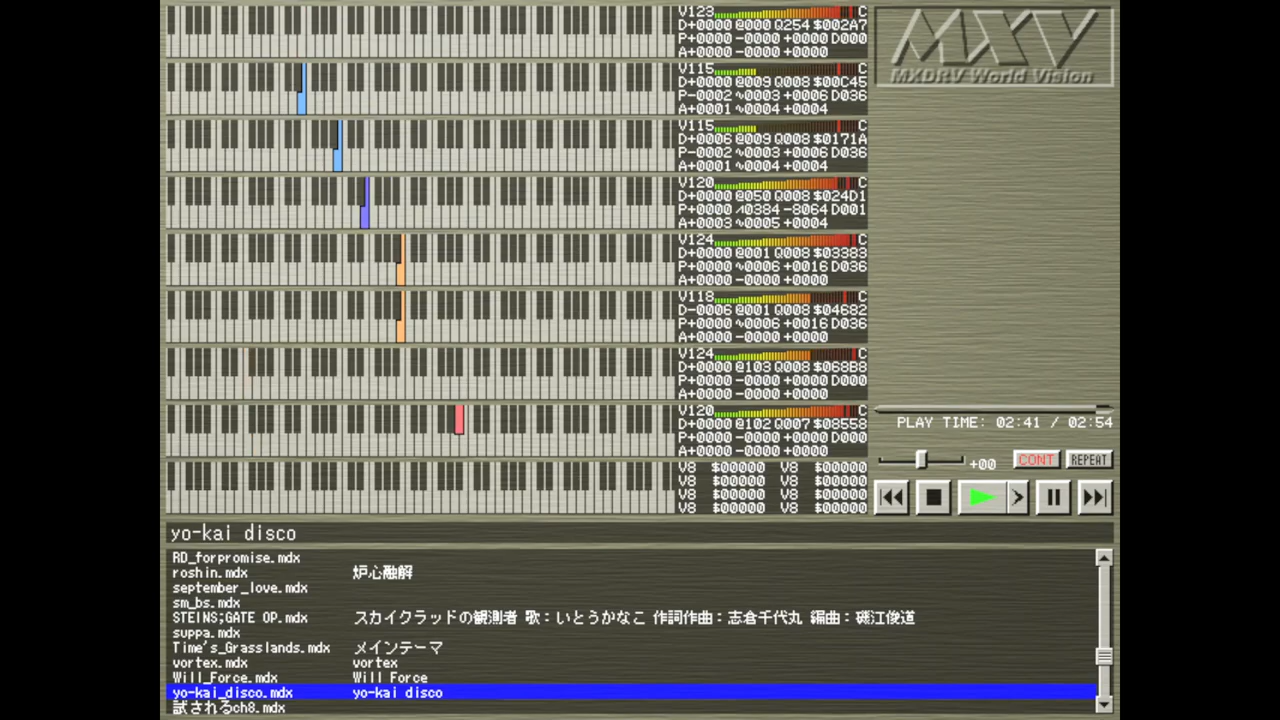 V123 C
D+0000 @000 Q254 $002A7
P+0000 -0000 +0000 D000
A+0000 -0000 +0000
V115 C
D+0000 @009 Q008 $00C45
P-0002 ∿0003 +0006 D036
A+0001 ∿0004 +0004
V115 C
D+0006 @009 Q008 $0171A
P-0002 ∿0003 +0006 D036
A+0001 ∿0004 +0004
V120 C
D+0000 @050 Q008 $024D1
P+0000 0384 -8064 D001
A+0003 ∿0005 +0004
V124 C
D+0000 @001 Q008 $03383
P+0000 ∿0006 +0016 D036
A+0000 -0000 +0000
V118 C
D-0006 @001 Q008 $04682
P+0000 ∿0006 +0016 D036
A+0000 -0000 +0000
V124 C
D+0000 @103 Q008 $068B8
P+0000 -0000 +0000 D000
A+0000 -0000 +0000
V120 C
D+0000 @102 Q007 $08558
P+0000 -0000 +0000 D000
A+0000 -0000 +0000
V8 $00000 V8 $00000
V8 $00000 V8 $00000
V8 $00000 V8 $00000
V8 $00000 V8 $00000
MXV
MXDRV World Vision
PLAY TIME: 02:41 / 02:54
+00 CONT REPEAT
yo-kai disco
RD_forpromise.mdx
roshin.mdx 炉心融解
september_love.mdx
sm_bs.mdx
STEINS;GATE OP.mdx スカイクラッドの観測者 歌：いとうかなこ 作詞作曲：志倉千代丸 編曲：磯江俊道
suppa.mdx
Time's_Grasslands.mdx メインテーマ
vortex.mdx vortex
Will_Force.mdx Will Force
yo-kai_disco.mdx yo-kai disco
試されるch8.mdx